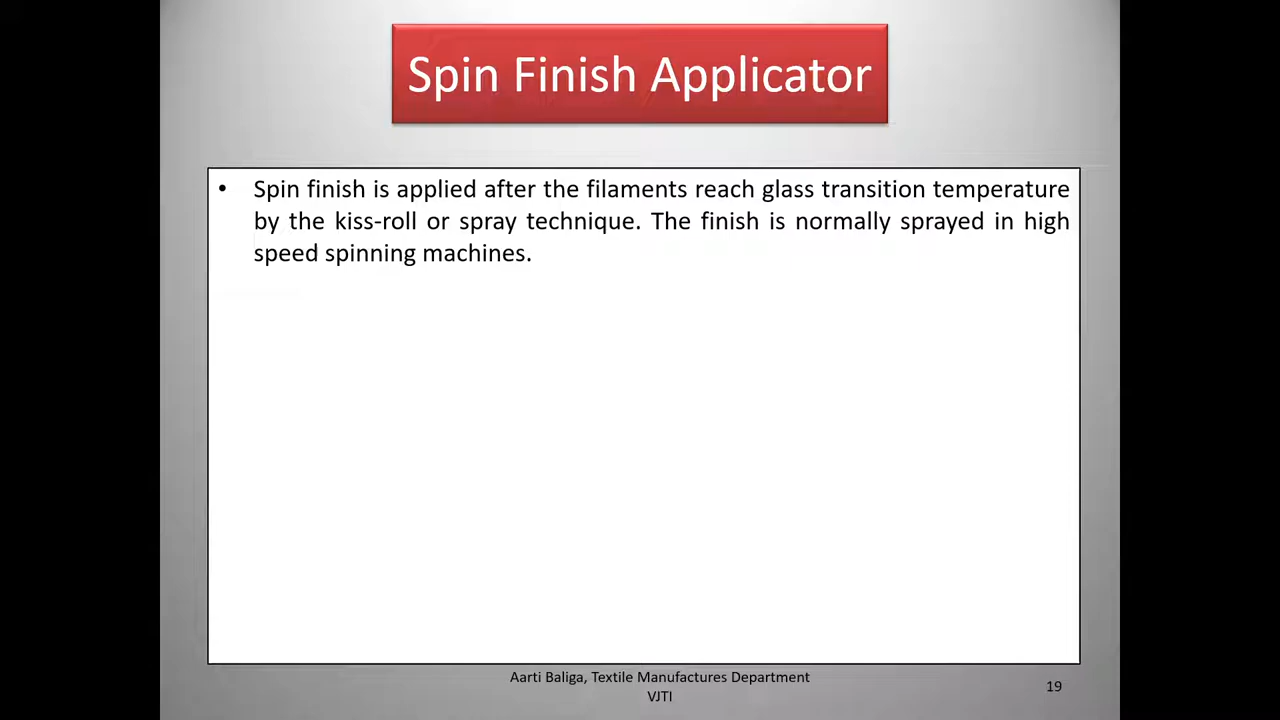 Spin Finish Applicator
• Spin finish is applied after the filaments reach glass transition temperature
by the kiss-roll or spray technique. The finish is normally sprayed in high
speed spinning machines.
Aarti Baliga, Textile Manufactures Department
VJTI
19